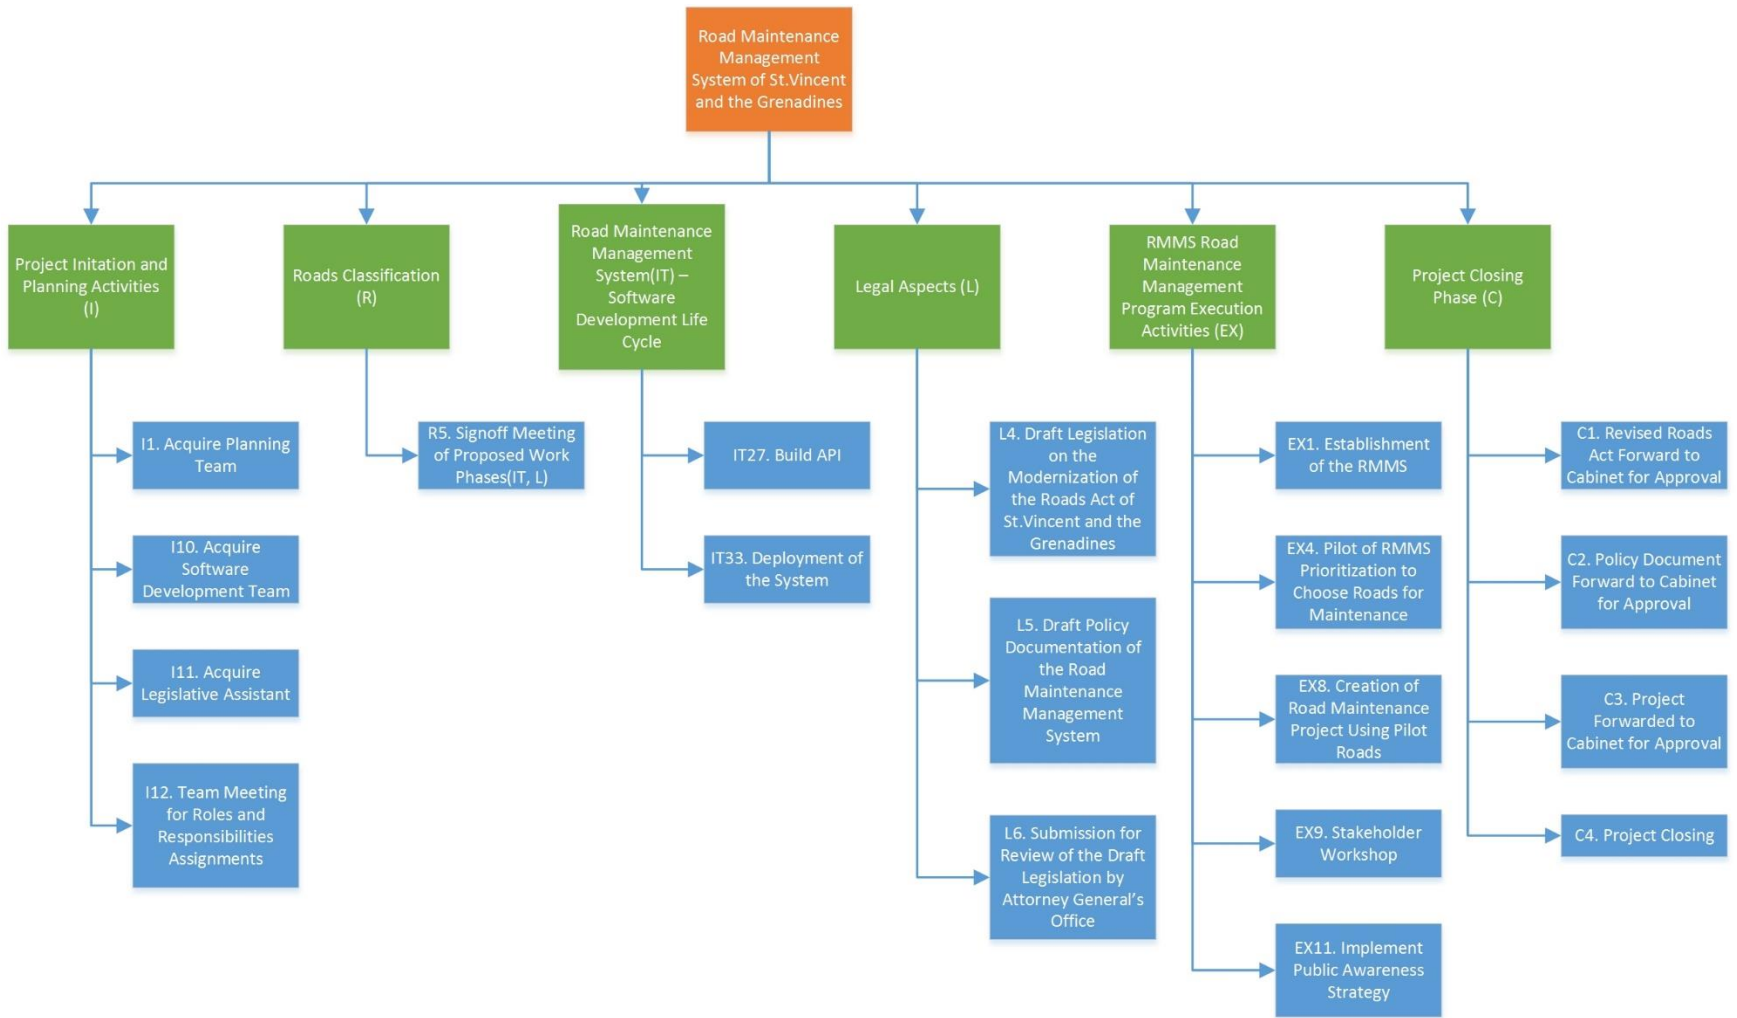 Road Maintenance
Management
System of St.Vincent
and the Grenadines
Project Initation and
Planning Activities
(I)
Roads Classification
(R)
Road Maintenance
Management
System(IT) –
Software
Development Life
Cycle
Legal Aspects (L)
RMMS Road
Maintenance
Management
Program Execution
Activities (EX)
Project Closing
Phase (C)
I1. Acquire Planning
Team
I10. Acquire
Software
Development Team
I11. Acquire
Legislative Assistant
I12. Team Meeting
for Roles and
Responsibilities
Assignments
R5. Signoff Meeting
of Proposed Work
Phases(IT, L)
IT27. Build API
IT33. Deployment of
the System
L4. Draft Legislation
on the
Modernization of
the Roads Act of
St.Vincent and the
Grenadines
L5. Draft Policy
Documentation of
the Road
Maintenance
Management
System
L6. Submission for
Review of the Draft
Legislation by
Attorney General’s
Office
EX1. Establishment
of the RMMS
EX4. Pilot of RMMS
Prioritization to
Choose Roads for
Maintenance
EX8. Creation of
Road Maintenance
Project Using Pilot
Roads
EX9. Stakeholder
Workshop
EX11. Implement
Public Awareness
Strategy
C1. Revised Roads
Act Forward to
Cabinet for Approval
C2. Policy Document
Forward to Cabinet
for Approval
C3. Project
Forwarded to
Cabinet for Approval
C4. Project Closing